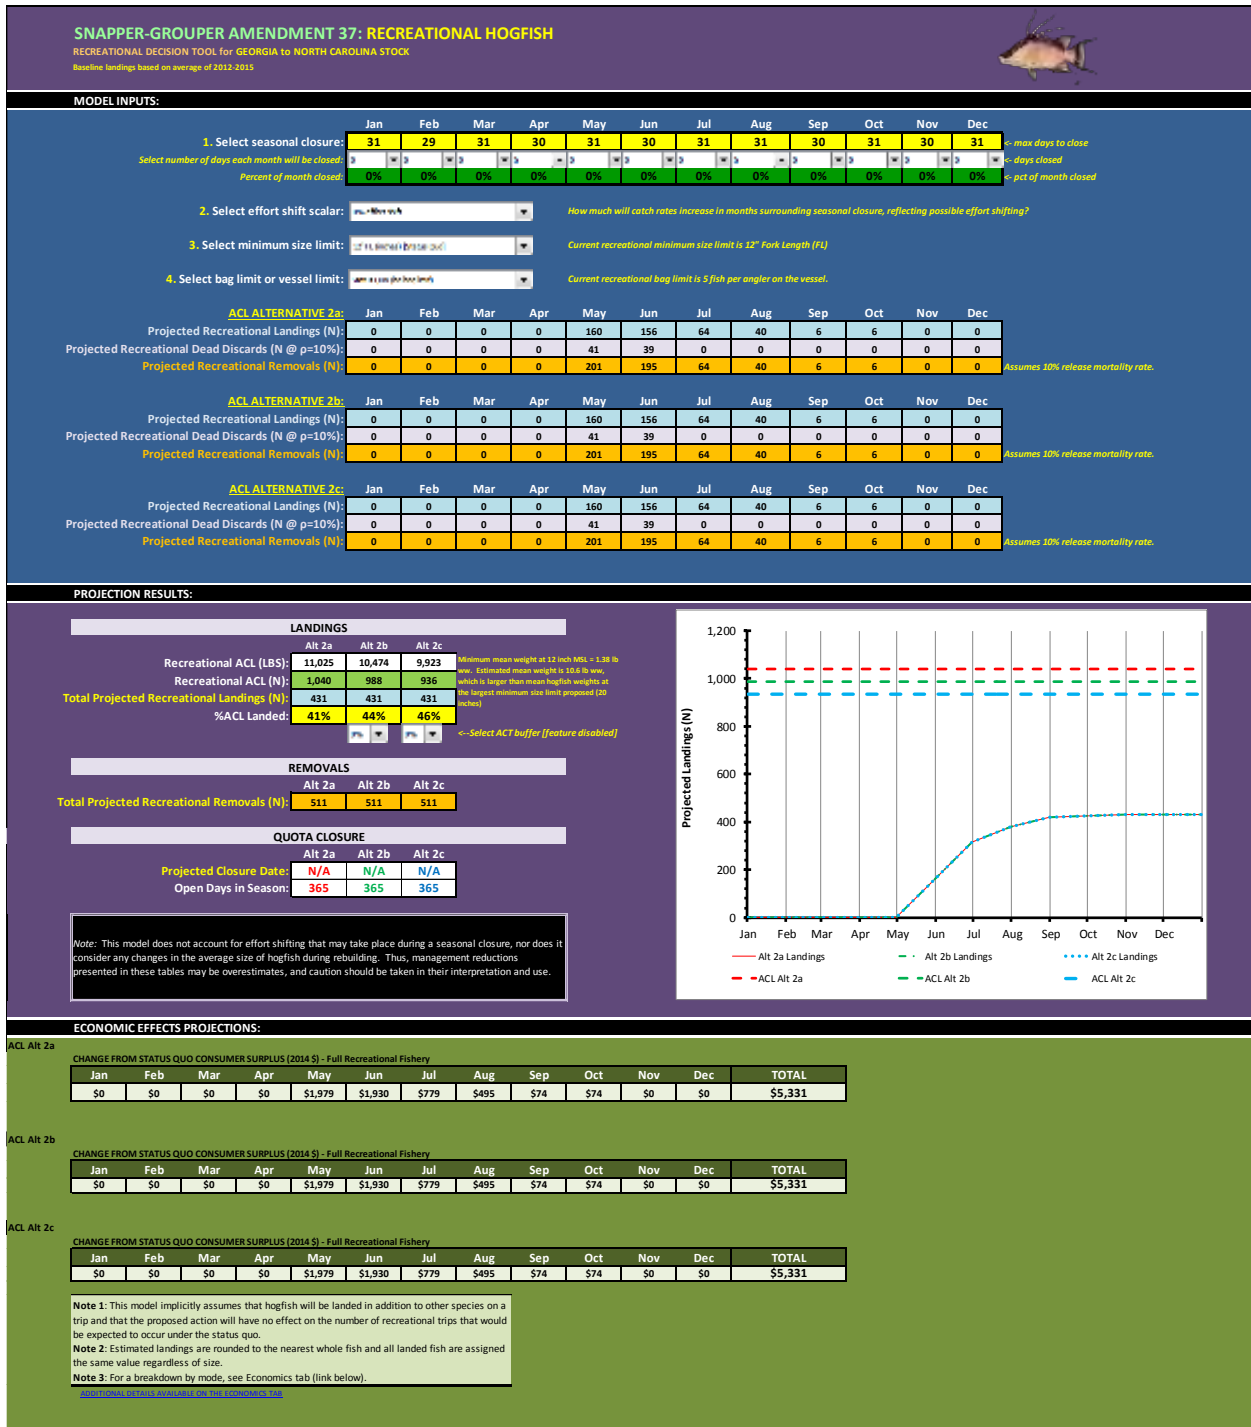 SNAPPER-GROUPER AMENDMENT 37: RECREATIONAL HOGFISH
RECREATIONAL DECISION TOOL for GEORGIA to NORTH CAROLINA STOCK
Baseline landings based on average of 2012-2015
MODEL INPUTS:
Jan Feb Mar Apr May Jun Jul Aug Sep Oct Nov Dec
1. Select seasonal closure: 31 29 31 30 31 30 31 31 30 31 30 31 <- max days to close
Select number of days each month will be closed: <- days closed
Percent of month closed: 0% 0% 0% 0% 0% 0% 0% 0% 0% 0% 0% 0% <- pct of month closed
2. Select effort shift scalar: How much will catch rates increase in months surrounding seasonal closure, reflecting possible effort shifting?
3. Select minimum size limit: Current recreational minimum size limit is 12" Fork Length (FL)
4. Select bag limit or vessel limit: Current recreational bag limit is 5 fish per angler on the vessel.
ACL ALTERNATIVE 2a: Jan Feb Mar Apr May Jun Jul Aug Sep Oct Nov Dec
Projected Recreational Landings (N): 0 0 0 0 160 156 64 40 6 6 0 0
Projected Recreational Dead Discards (N @ ρ=10%): 0 0 0 0 41 39 0 0 0 0 0 0
Projected Recreational Removals (N): 0 0 0 0 201 195 64 40 6 6 0 0 Assumes 10% release mortality rate.
ACL ALTERNATIVE 2b: Jan Feb Mar Apr May Jun Jul Aug Sep Oct Nov Dec
Projected Recreational Landings (N): 0 0 0 0 160 156 64 40 6 6 0 0
Projected Recreational Dead Discards (N @ ρ=10%): 0 0 0 0 41 39 0 0 0 0 0 0
Projected Recreational Removals (N): 0 0 0 0 201 195 64 40 6 6 0 0 Assumes 10% release mortality rate.
ACL ALTERNATIVE 2c: Jan Feb Mar Apr May Jun Jul Aug Sep Oct Nov Dec
Projected Recreational Landings (N): 0 0 0 0 160 156 64 40 6 6 0 0
Projected Recreational Dead Discards (N @ ρ=10%): 0 0 0 0 41 39 0 0 0 0 0 0
Projected Recreational Removals (N): 0 0 0 0 201 195 64 40 6 6 0 0 Assumes 10% release mortality rate.
PROJECTION RESULTS:
LANDINGS
Alt 2a Alt 2b Alt 2c
Recreational ACL (LBS): 11,025 10,474 9,923
Recreational ACL (N): 1,040 988 936
Total Projected Recreational Landings (N): 431 431 431
%ACL Landed: 41% 44% 46%
Minimum mean weight at 12 inch MSL = 1.38 lb
ww. Estimated mean weight is 10.6 lb ww,
which is larger than mean hogfish weights at
the largest minimum size limit proposed (20
inches)
<--Select ACT buffer [feature disabled]
REMOVALS
Alt 2a Alt 2b Alt 2c
Total Projected Recreational Removals (N): 511 511 511
QUOTA CLOSURE
Alt 2a Alt 2b Alt 2c
Projected Closure Date: N/A N/A N/A
Open Days in Season: 365 365 365
Note: This model does not account for effort shifting that may take place during a seasonal closure, nor does it
consider any changes in the average size of hogfish during rebuilding. Thus, management reductions
presented in these tables may be overestimates, and caution should be taken in their interpretation and use.
Projected Landings (N)
1,200
1,000
800
600
400
200
0
Jan Feb Mar Apr May Jun Jul Aug Sep Oct Nov Dec
Alt 2a Landings Alt 2b Landings Alt 2c Landings
ACL Alt 2a ACL Alt 2b ACL Alt 2c
ECONOMIC EFFECTS PROJECTIONS:
ACL Alt 2a
CHANGE FROM STATUS QUO CONSUMER SURPLUS (2014 $) - Full Recreational Fishery
Jan Feb Mar Apr May Jun Jul Aug Sep Oct Nov Dec TOTAL
$0 $0 $0 $0 $1,979 $1,930 $779 $495 $74 $74 $0 $0 $5,331
ACL Alt 2b
CHANGE FROM STATUS QUO CONSUMER SURPLUS (2014 $) - Full Recreational Fishery
Jan Feb Mar Apr May Jun Jul Aug Sep Oct Nov Dec TOTAL
$0 $0 $0 $0 $1,979 $1,930 $779 $495 $74 $74 $0 $0 $5,331
ACL Alt 2c
CHANGE FROM STATUS QUO CONSUMER SURPLUS (2014 $) - Full Recreational Fishery
Jan Feb Mar Apr May Jun Jul Aug Sep Oct Nov Dec TOTAL
$0 $0 $0 $0 $1,979 $1,930 $779 $495 $74 $74 $0 $0 $5,331
Note 1: This model implicitly assumes that hogfish will be landed in addition to other species on a
trip and that the proposed action will have no effect on the number of recreational trips that would
be expected to occur under the status quo.
Note 2: Estimated landings are rounded to the nearest whole fish and all landed fish are assigned
the same value regardless of size.
Note 3: For a breakdown by mode, see Economics tab (link below).
ADDITIONAL DETAILS AVAILABLE ON THE ECONOMICS TAB